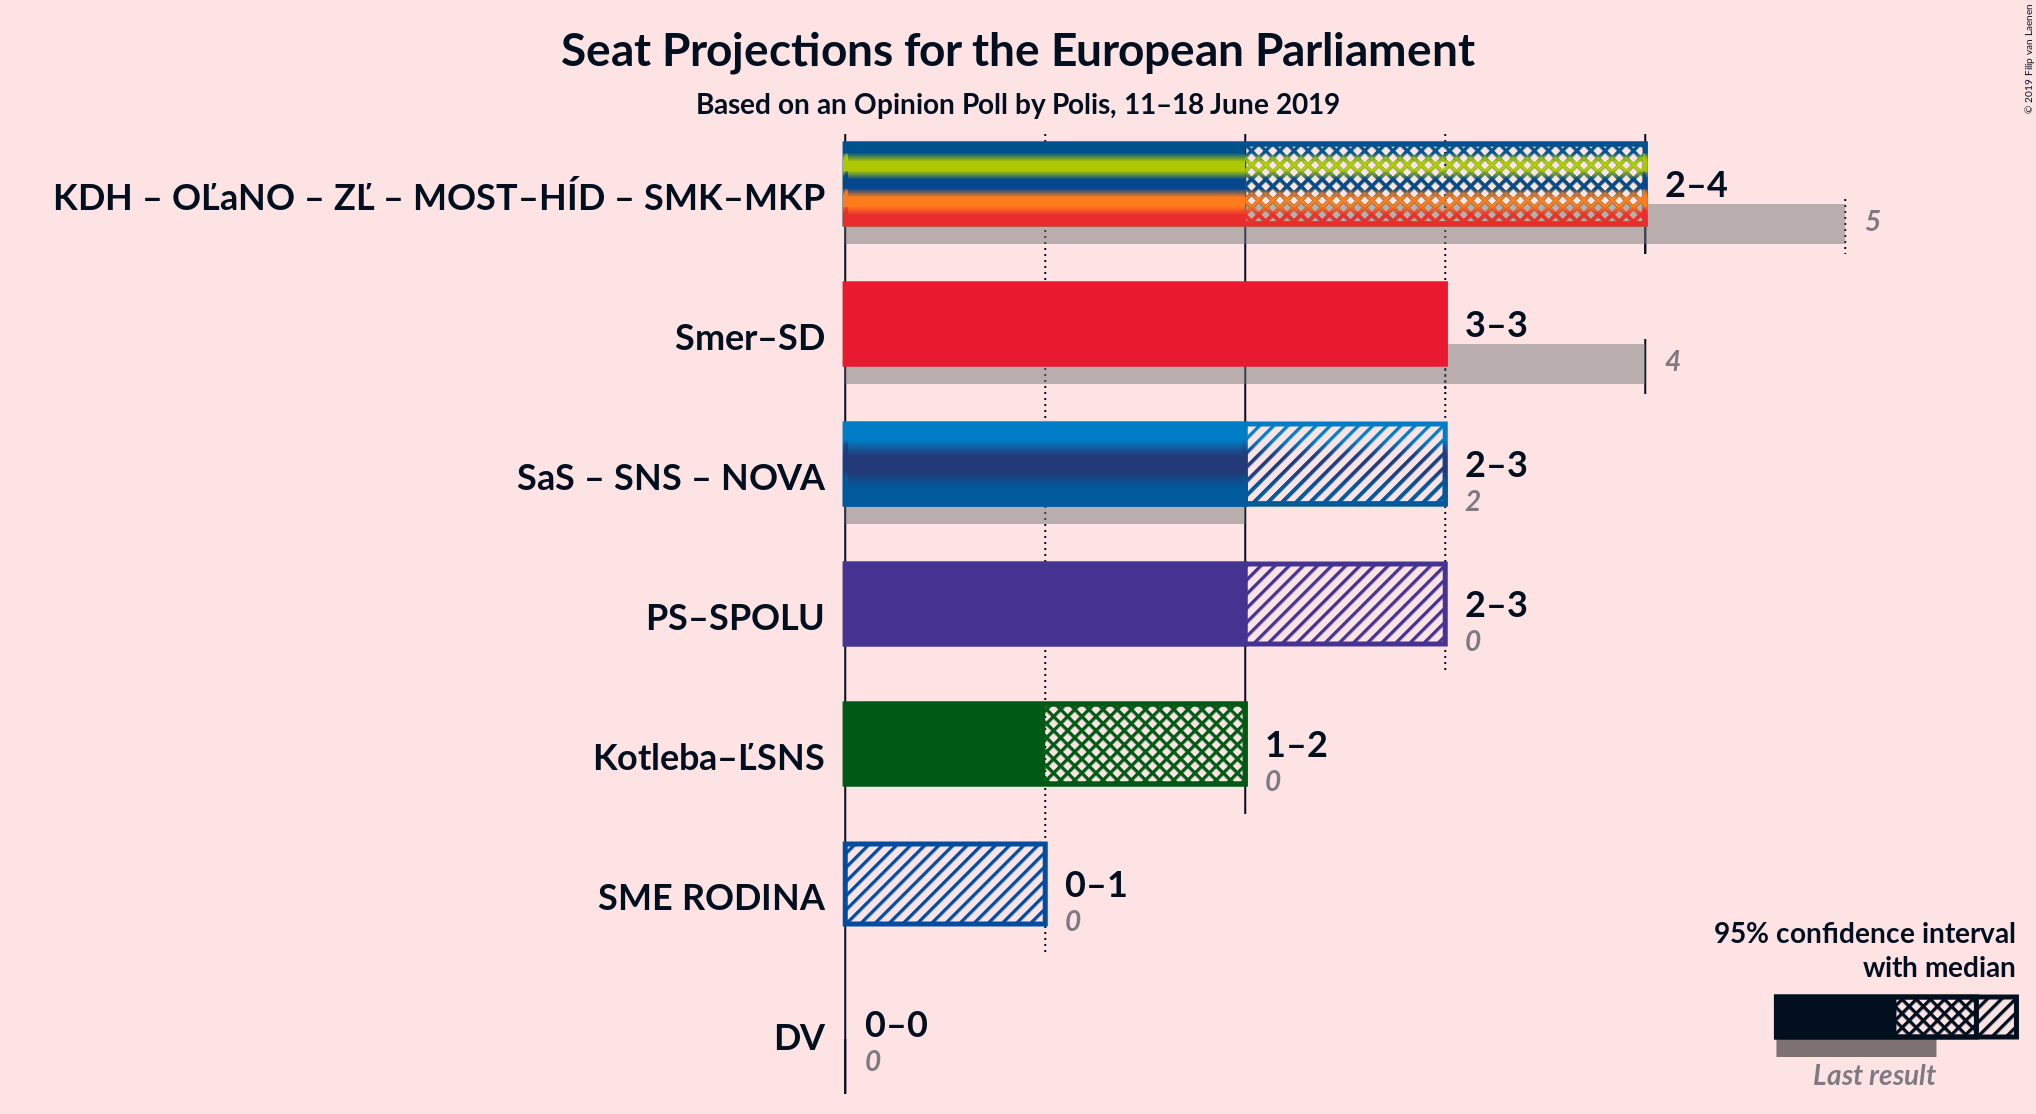 Seat Projections for the European Parliament
Based on an Opinion Poll by Polis, 11–18 June 2019
© 2019 Filip van Laenen
KDH – OĽaNO – ZĽ – MOST–HÍD – SMK–MKP
2–4
5
Smer–SD
3–3
4
SaS – SNS – NOVA
2–3
2
PS–SPOLU
2–3
0
Kotleba–ĽSNS
1–2
0
SME RODINA
0–1
0
DV
0–0
0
95% confidence interval
with median
Last result